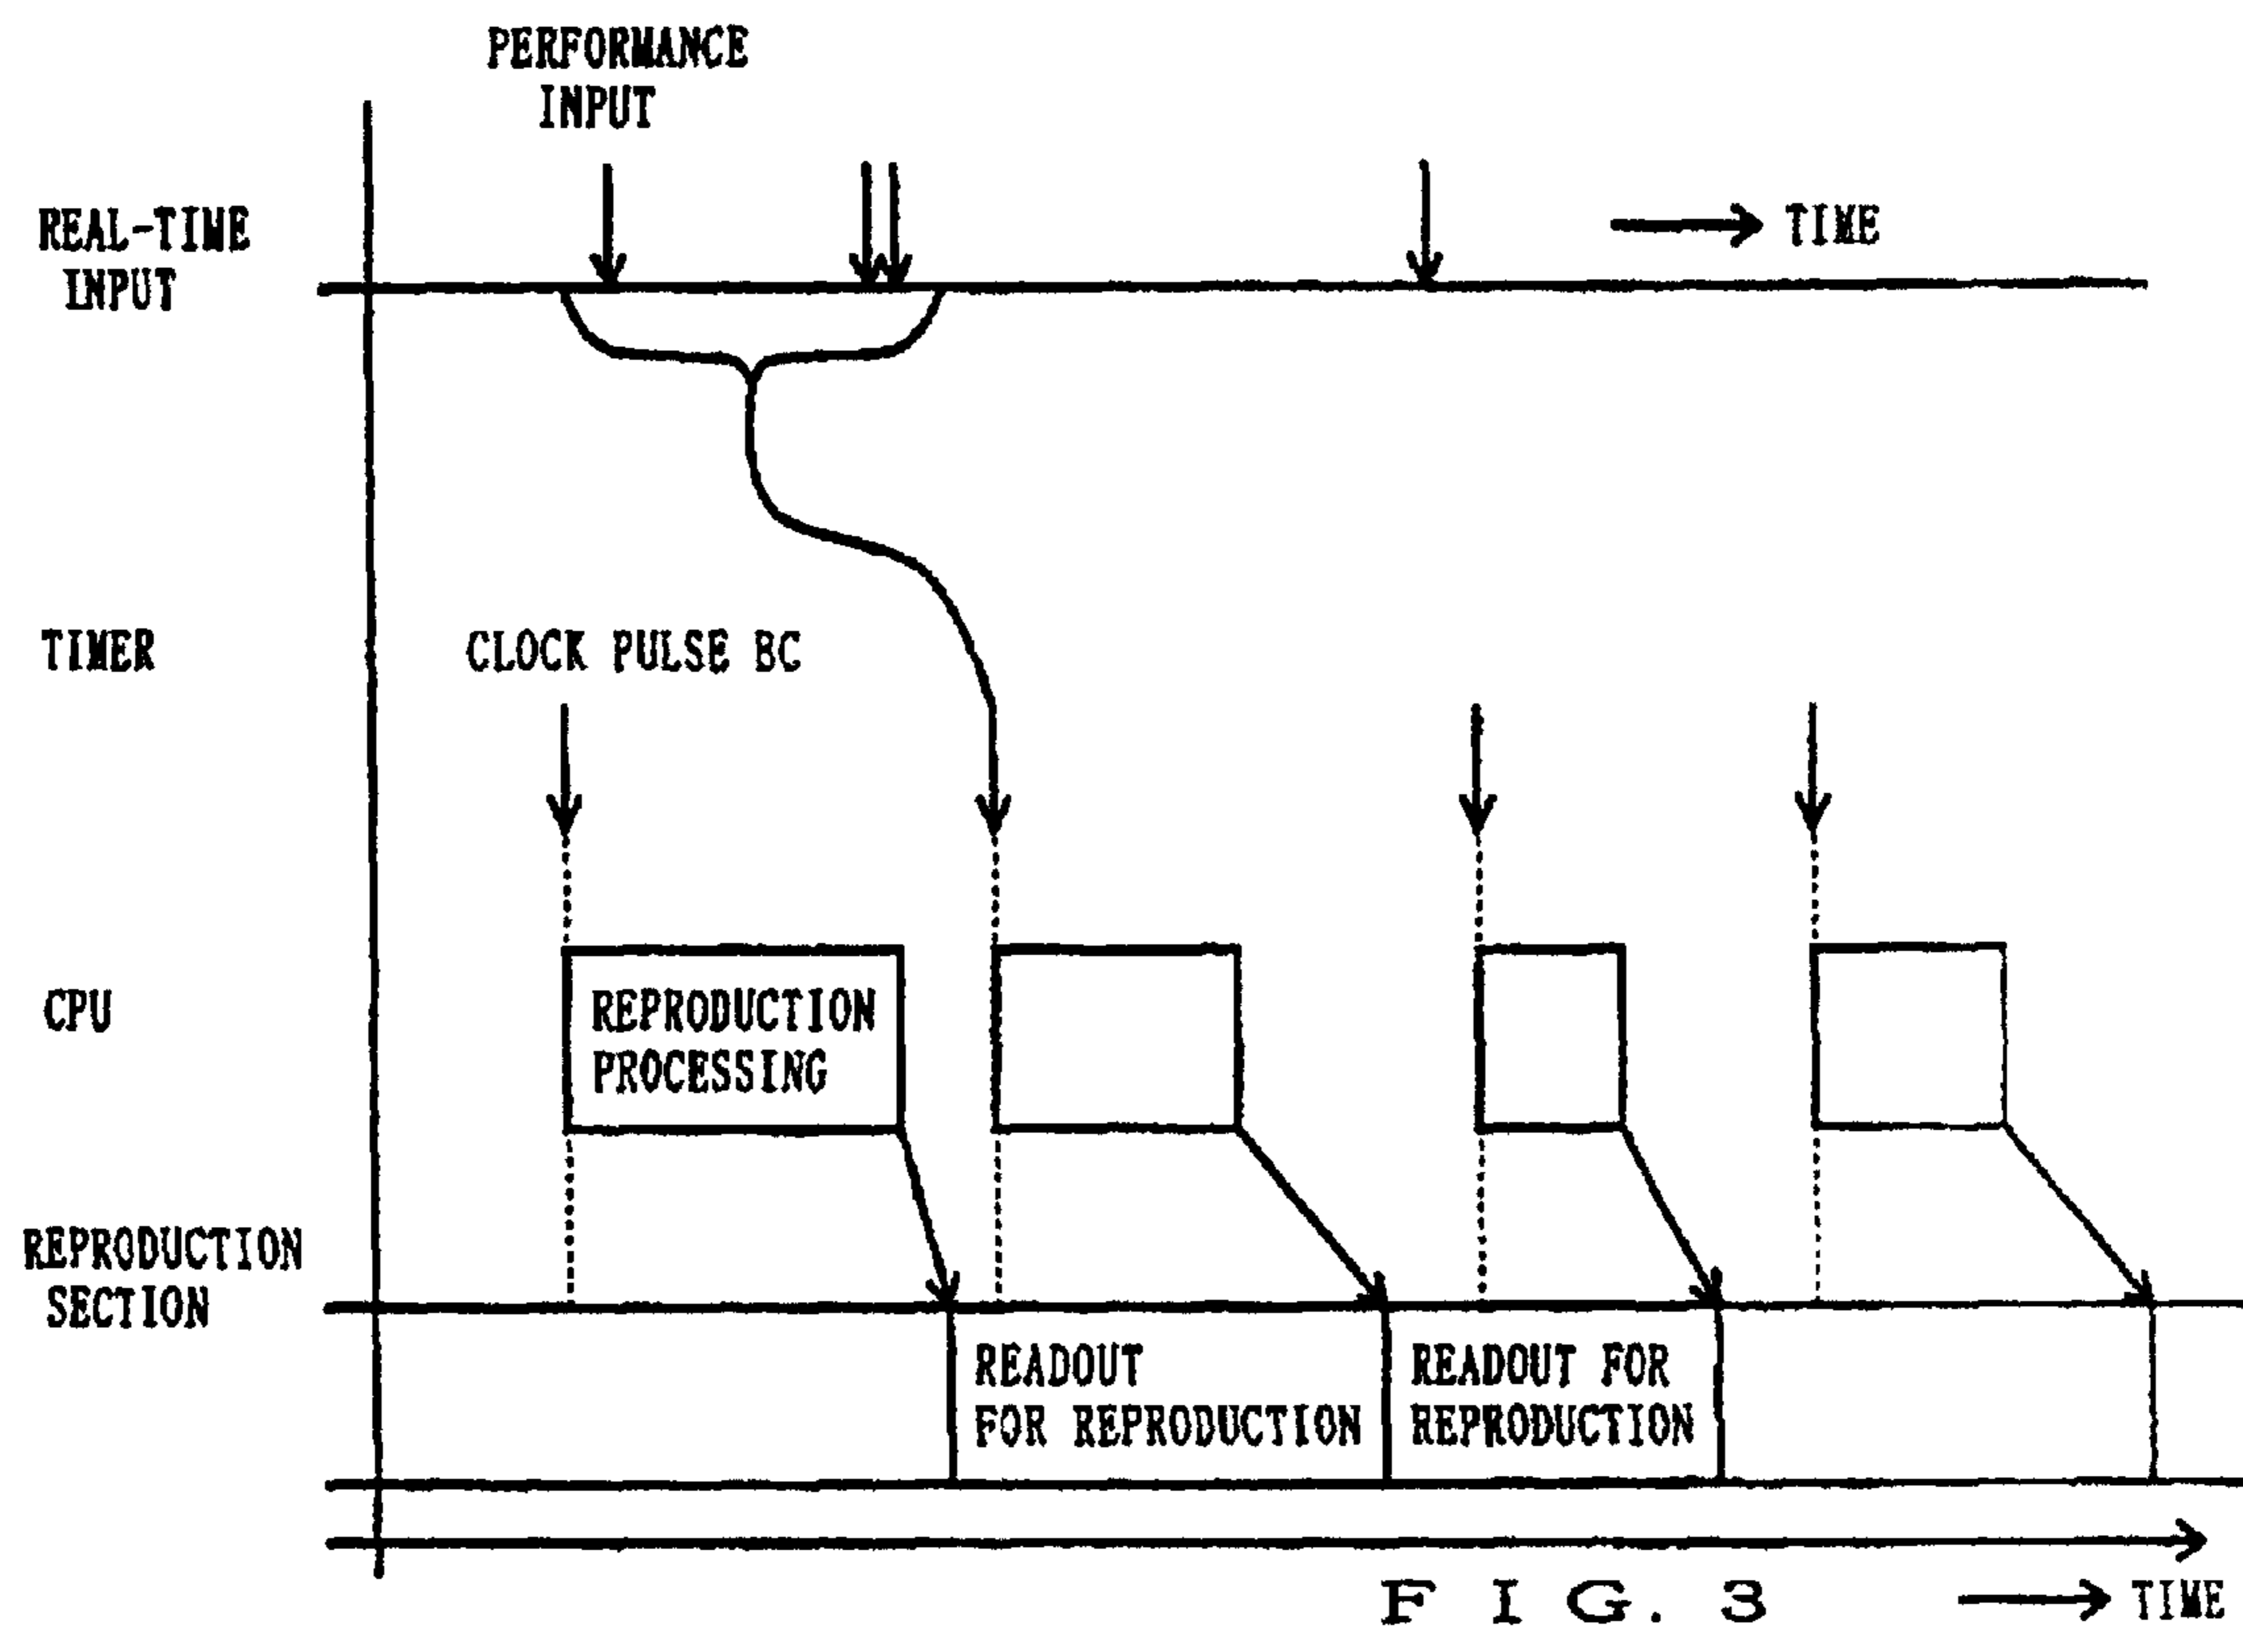 PERFORMANCE
INPUT
REAL-TIME
INPUT
TIME
TIMER
CLOCK PULSE BC
CPU
REPRODUCTION
PROCESSING
REPRODUCTION
SECTION
READOUT
FOR REPRODUCTION
READOUT FOR
REPRODUCTION
FIG. 3
TIME